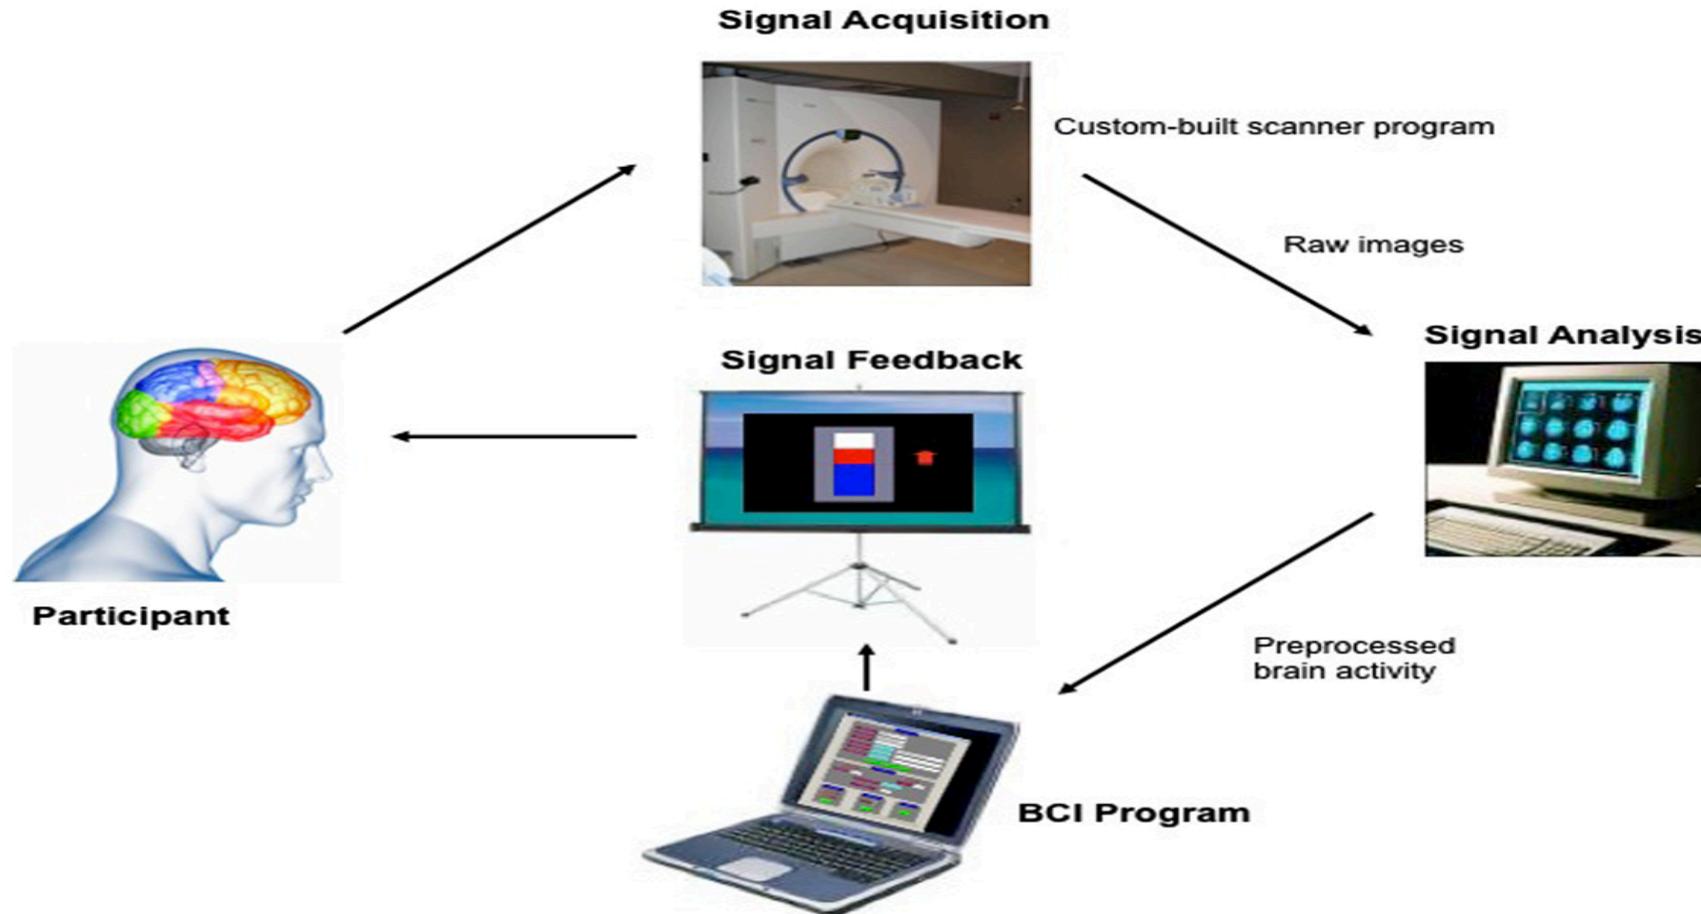 Signal Acquisition
Custom-built scanner program
Raw images
Signal Analysis
Signal Feedback
Participant
Preprocessed
brain activity
BCI Program